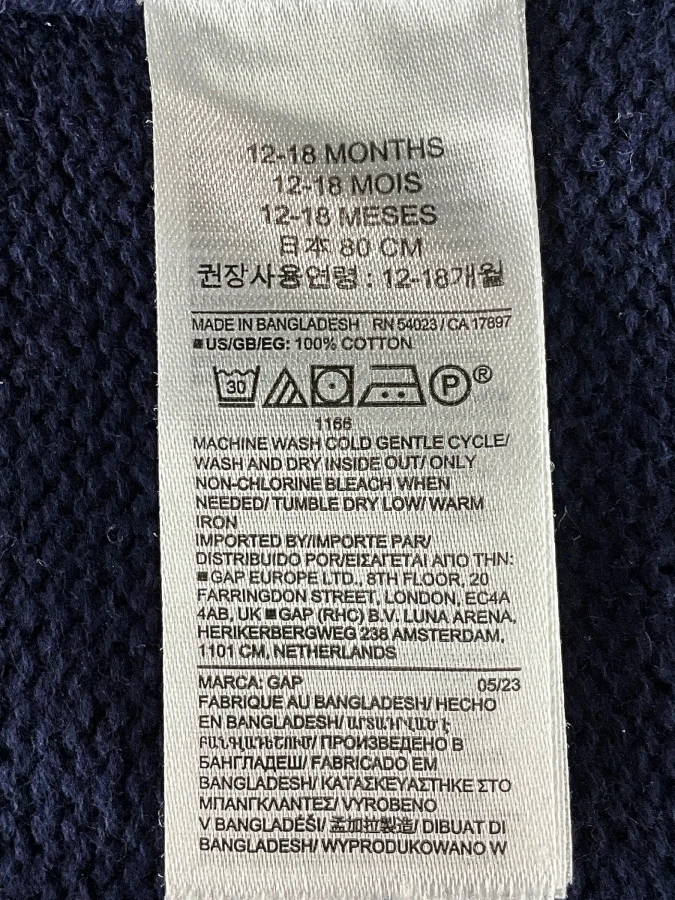 12-18 MONTHS
12-18 MOIS
12-18 MESES
日本 80 CM
권장사용연령 : 12-18개월
MADE IN BANGLADESH RN 54023 / CA 17897
■US/GB/EG: 100% COTTON
30 P®
1166
MACHINE WASH COLD GENTLE CYCLE/
WASH AND DRY INSIDE OUT/ ONLY
NON-CHLORINE BLEACH WHEN
NEEDED/ TUMBLE DRY LOW/ WARM
IRON
IMPORTED BY/IMPORTE PAR/
DISTRIBUIDO POR/ΕΙΣΑΓΕΤΑΙ ΑΠΟ ΤΗΝ:
■GAP EUROPE LTD., 8TH FLOOR, 20
FARRINGDON STREET, LONDON, EC4A
4AB, UK ■GAP (RHC) B.V. LUNA ARENA,
HERIKERBERGWEG 238 AMSTERDAM,
1101 CM, NETHERLANDS
MARCA: GAP 05/23
FABRIQUE AU BANGLADESH/ HECHO
EN BANGLADESH/ ԱՐՏԱԴՐՎԱԾ Է
ԲԱՆԳԼԱԴԵՇՈՒՄ/ ПРОИЗВЕДЕНО В
БАНГЛАДЕШ/ FABRICADO EM
BANGLADESH/ ΚΑΤΑΣΚΕΥΑΣΤΗΚΕ ΣΤΟ
ΜΠΑΝΓΚΛΑΝΤΕΣ/ VYROBENO
V BANGLADÉŠI/ 孟加拉製造/ DIBUAT DI
BANGLADESH/ WYPRODUKOWANO W